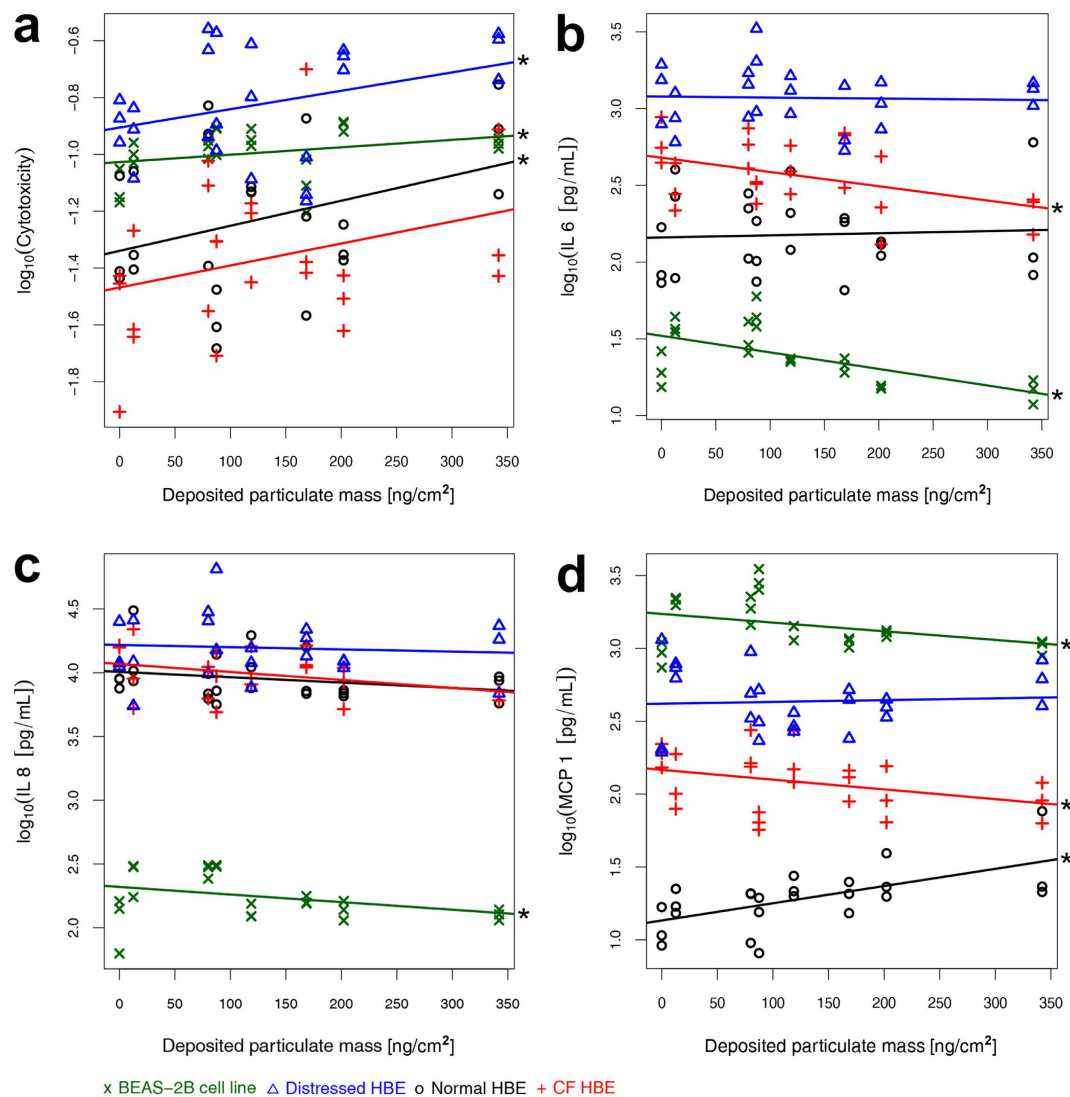 a
log10(Cytotoxicity)
−0.6
−0.8
−1.0
−1.2
−1.4
−1.6
−1.8
*
*
*
0 50 100 150 200 250 300 350
Deposited particulate mass [ng/cm²]
b
log10(IL 6 [pg/mL])
3.5
3.0
2.5
2.0
1.5
1.0
*
*
0 50 100 150 200 250 300 350
Deposited particulate mass [ng/cm²]
c
log10(IL 8 [pg/mL])
4.5
4.0
3.5
3.0
2.5
2.0
*
0 50 100 150 200 250 300 350
Deposited particulate mass [ng/cm²]
d
log10(MCP 1 [pg/mL])
3.5
3.0
2.5
2.0
1.5
1.0
*
*
*
0 50 100 150 200 250 300 350
Deposited particulate mass [ng/cm²]
x BEAS−2B cell line △ Distressed HBE o Normal HBE + CF HBE